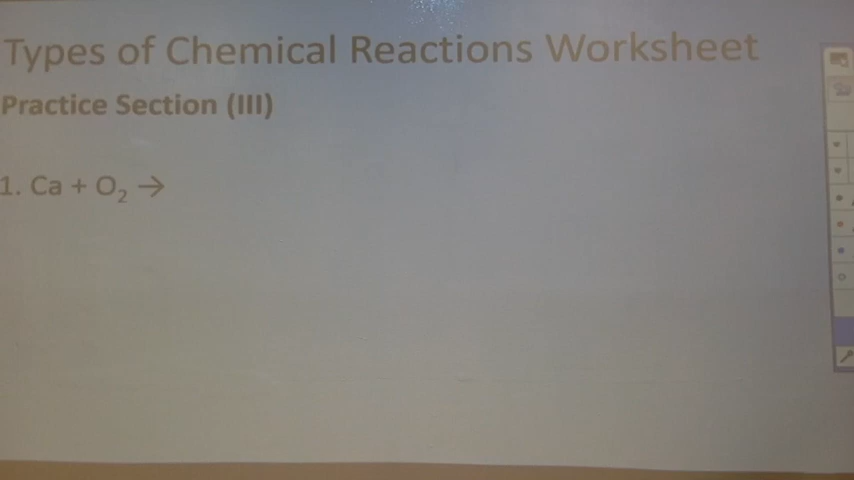 Types of Chemical Reactions Worksheet
Practice Section (III)
1. Ca + O₂ →